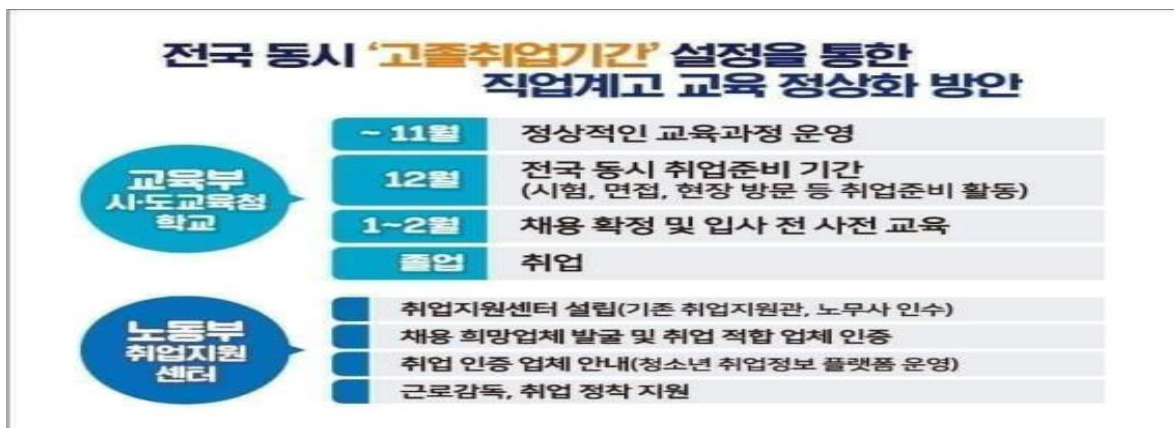 전국 동시 ‘고졸취업기간’ 설정을 통한
직업계고 교육 정상화 방안
교육부
시·도교육청
학교
~ 11월 정상적인 교육과정 운영
12월 전국 동시 취업준비 기간
(시험, 면접, 현장 방문 등 취업준비 활동)
1~2월 채용 확정 및 입사 전 사전 교육
졸업 취업
노동부
취업지원
센터
취업지원센터 설립(기존 취업지원관, 노무사 인수)
채용 희망업체 발굴 및 취업 적합 업체 인증
취업 인증 업체 안내(청소년 취업정보 플랫폼 운영)
근로감독, 취업 정착 지원